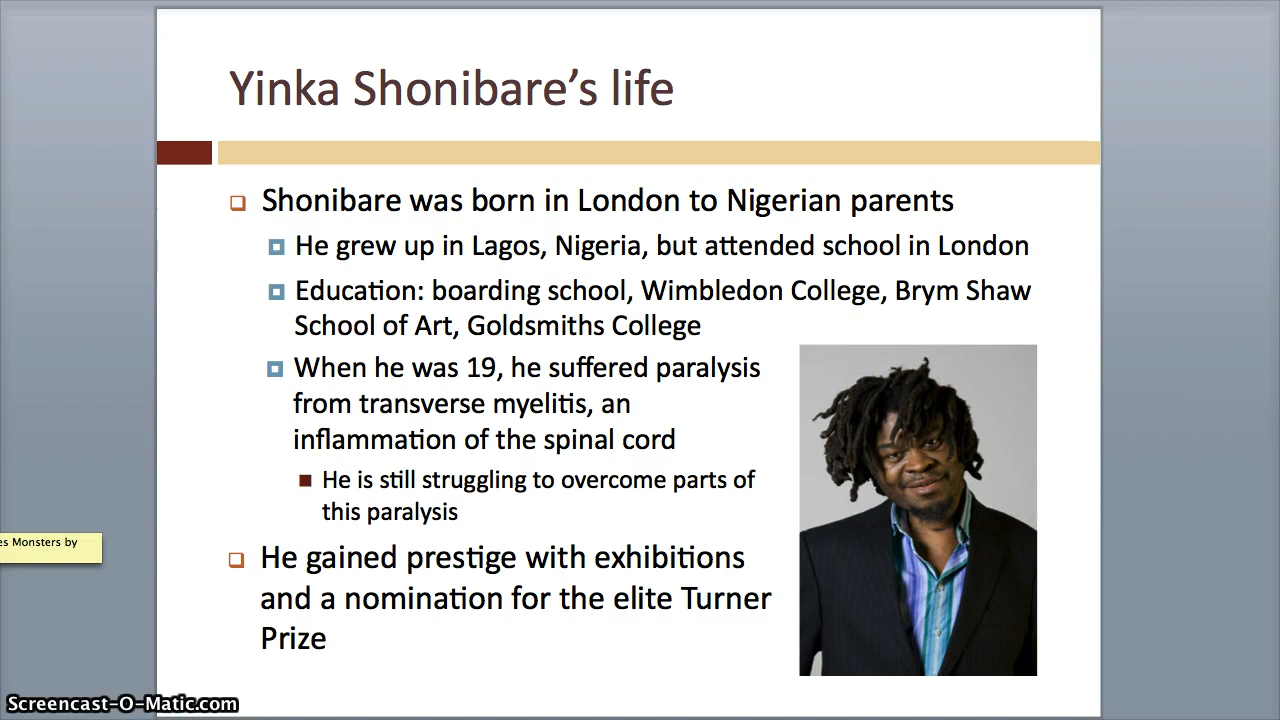 Yinka Shonibare's life
Shonibare was born in London to Nigerian parents
He grew up in Lagos, Nigeria, but attended school in London
Education: boarding school, Wimbledon College, Brym Shaw
School of Art, Goldsmiths College
When he was 19, he suffered paralysis
from transverse myelitis, an
inflammation of the spinal cord
He is still struggling to overcome parts of
this paralysis
He gained prestige with exhibitions
and a nomination for the elite Turner
Prize
es Monsters by
Screencast-O-Matic.com